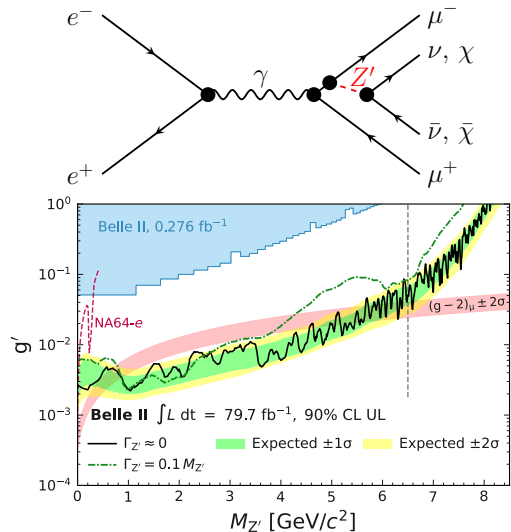 e⁻ μ⁻
ν, χ
γ Z′
ν̄, χ̄
e⁺ μ⁺
10⁰
Belle II, 0.276 fb⁻¹
10⁻¹
NA64-e
(g−2)μ ± 2σ
g′
10⁻²
10⁻³
Belle II ∫L dt = 79.7 fb⁻¹, 90% CL UL
Γ_Z′ ≈ 0 Expected ±1σ Expected ±2σ
Γ_Z′ = 0.1 M_Z′
10⁻⁴
0 1 2 3 4 5 6 7 8
M_Z′ [GeV/c²]